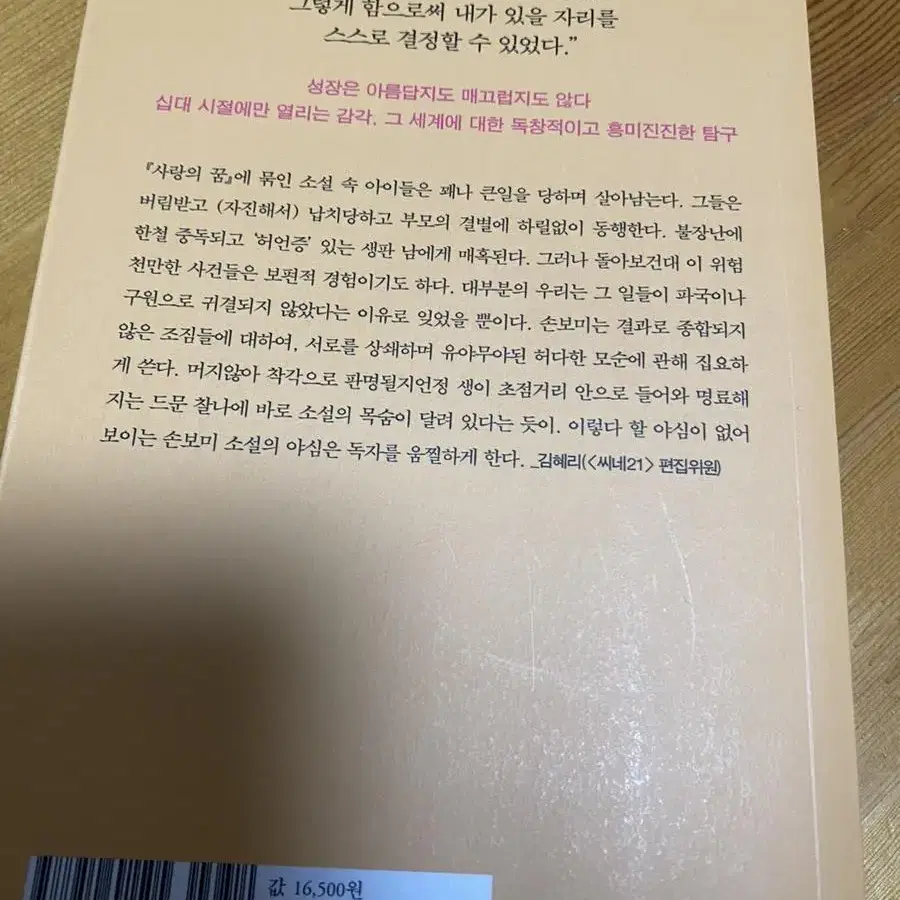 그렇게 함으로써 내가 있을 자리를
스스로 결정할 수 있었다.”
성장은 아름답지도 매끄럽지도 않다
십대 시절에만 열리는 감각, 그 세계에 대한 독창적이고 흥미진진한 탐구
『사랑의 꿈』에 묶인 소설 속 아이들은 꽤나 큰일을 당하며 살아남는다. 그들은
버림받고 (자진해서) 납치당하고 부모의 결별에 하릴없이 동행한다. 불장난에
한철 중독되고 ‘허언증’ 있는 생판 남에게 매혹된다. 그러나 돌아보건대 이 위험
천만한 사건들은 보편적 경험이기도 하다. 대부분의 우리는 그 일들이 파국이나
구원으로 귀결되지 않았다는 이유로 잊었을 뿐이다. 손보미는 결과로 종합되지
않은 조짐들에 대하여, 서로를 상쇄하며 유야무야된 허다한 모순에 관해 집요하
게 쓴다. 머지않아 착각으로 판명될지언정 생이 초점거리 안으로 들어와 명료해
지는 드문 찰나에 바로 소설의 목숨이 달려 있다는 듯이. 이렇다 할 야심이 없어
보이는 손보미 소설의 야심은 독자를 움찔하게 한다. _김혜리(〈씨네21〉 편집위원)
값 16,500원